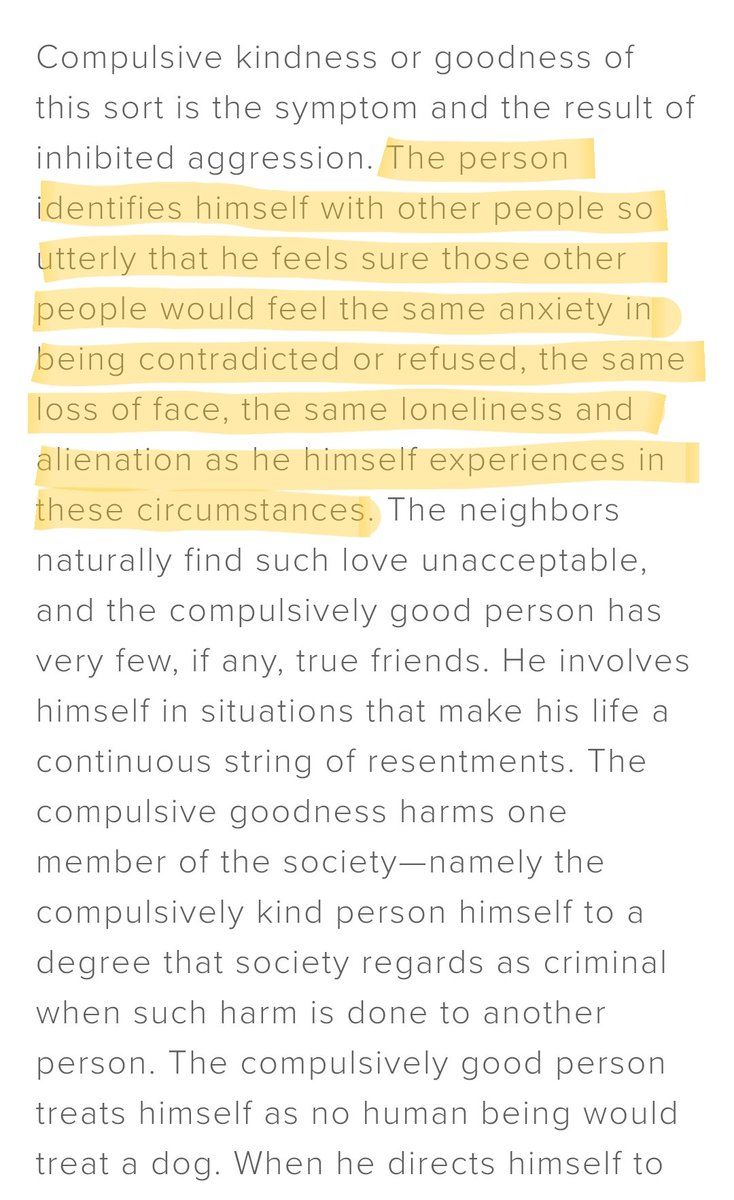 Compulsive kindness or goodness of
this sort is the symptom and the result of
inhibited aggression. The person
identifies himself with other people so
utterly that he feels sure those other
people would feel the same anxiety in
being contradicted or refused, the same
loss of face, the same loneliness and
alienation as he himself experiences in
these circumstances. The neighbors
naturally find such love unacceptable,
and the compulsively good person has
very few, if any, true friends. He involves
himself in situations that make his life a
continuous string of resentments. The
compulsive goodness harms one
member of the society—namely the
compulsively kind person himself to a
degree that society regards as criminal
when such harm is done to another
person. The compulsively good person
treats himself as no human being would
treat a dog. When he directs himself to